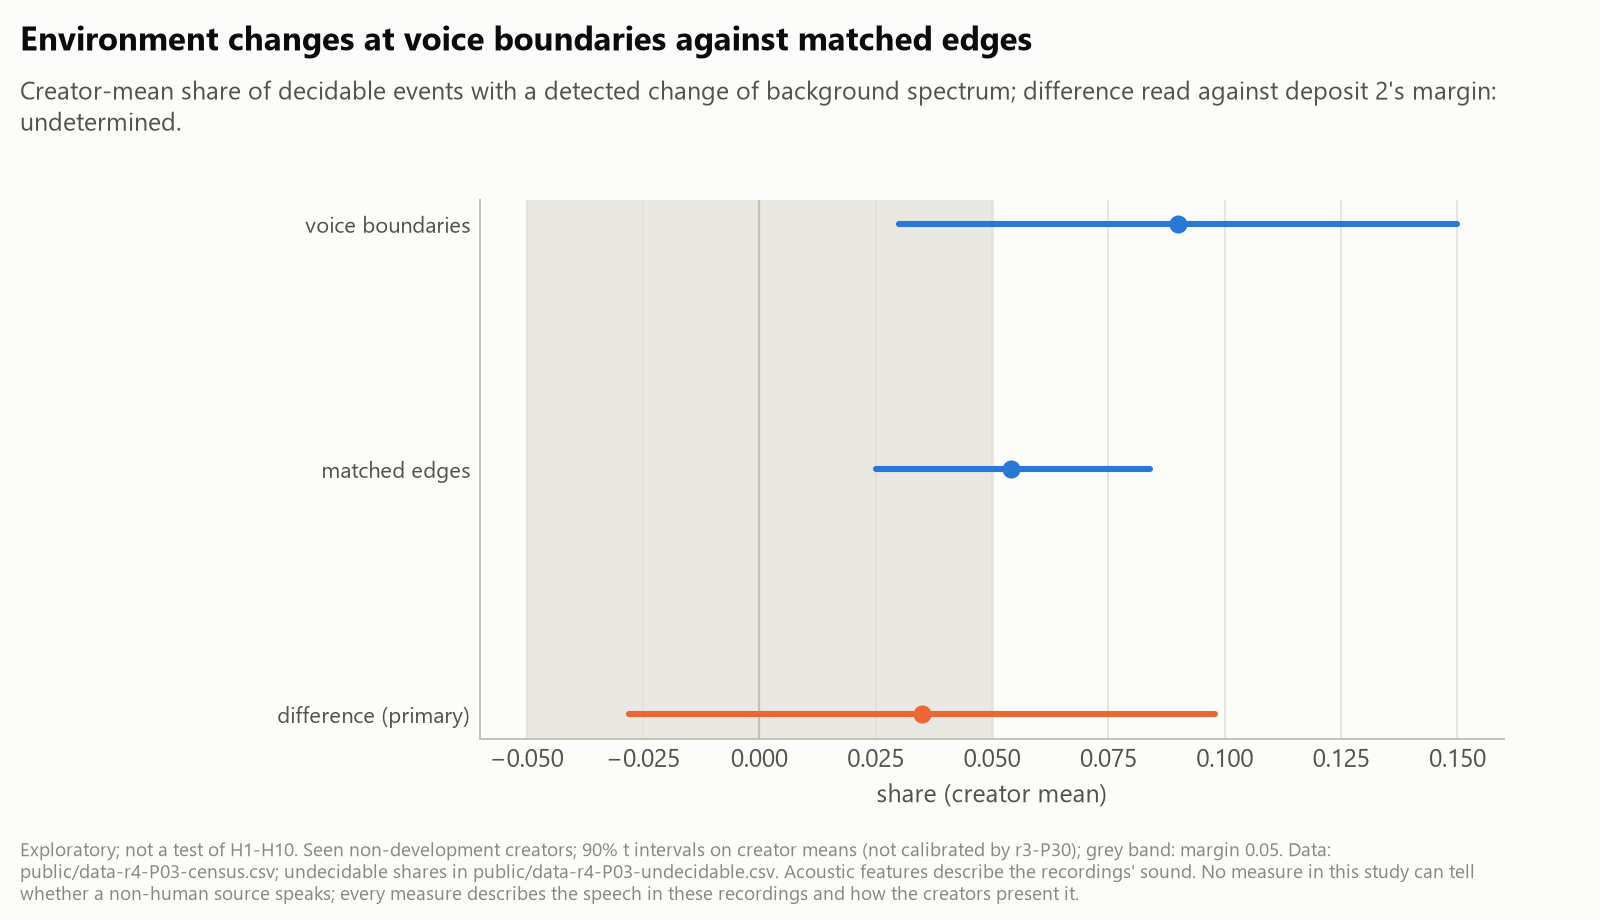 Environment changes at voice boundaries against matched edges
Creator-mean share of decidable events with a detected change of background spectrum; difference read against deposit 2's margin:
undetermined.
voice boundaries
matched edges
difference (primary)
−0.050 −0.025 0.000 0.025 0.050 0.075 0.100 0.125 0.150
share (creator mean)
Exploratory; not a test of H1-H10. Seen non-development creators; 90% t intervals on creator means (not calibrated by r3-P30); grey band: margin 0.05. Data:
public/data-r4-P03-census.csv; undecidable shares in public/data-r4-P03-undecidable.csv. Acoustic features describe the recordings' sound. No measure in this study can tell
whether a non-human source speaks; every measure describes the speech in these recordings and how the creators present it.